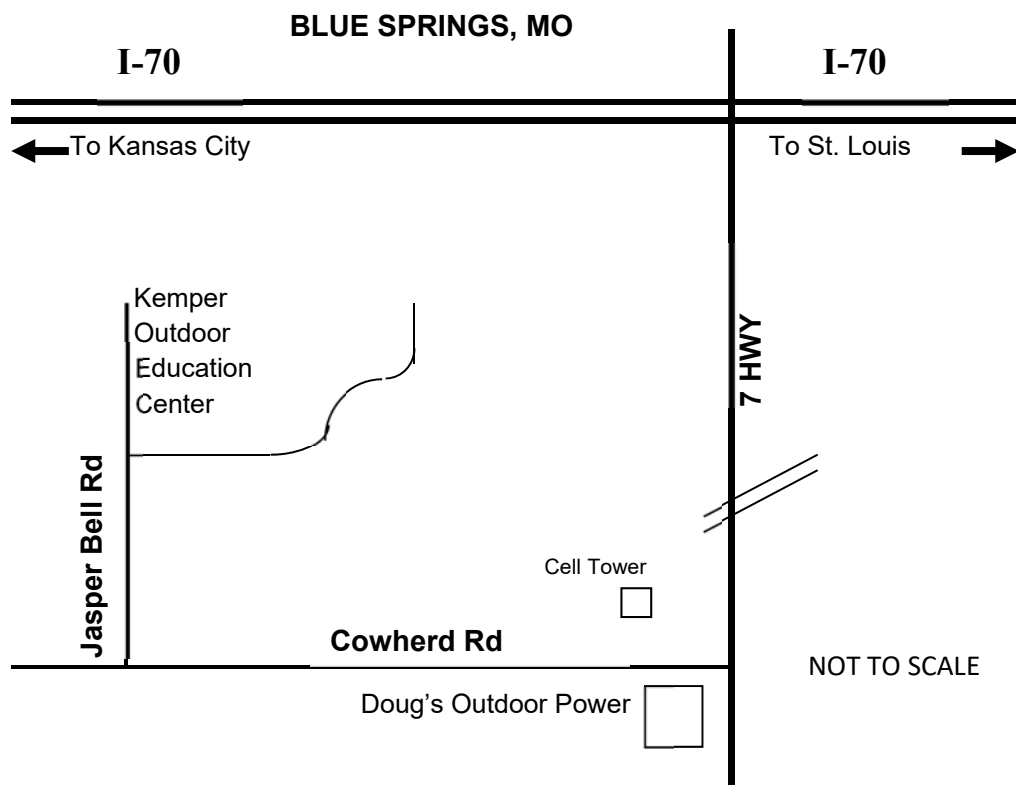 BLUE SPRINGS, MO
I-70
I-70
To Kansas City
To St. Louis
Kemper
Outdoor
Education
Center
7 HWY
Jasper Bell Rd
Cell Tower
Cowherd Rd
NOT TO SCALE
Doug's Outdoor Power